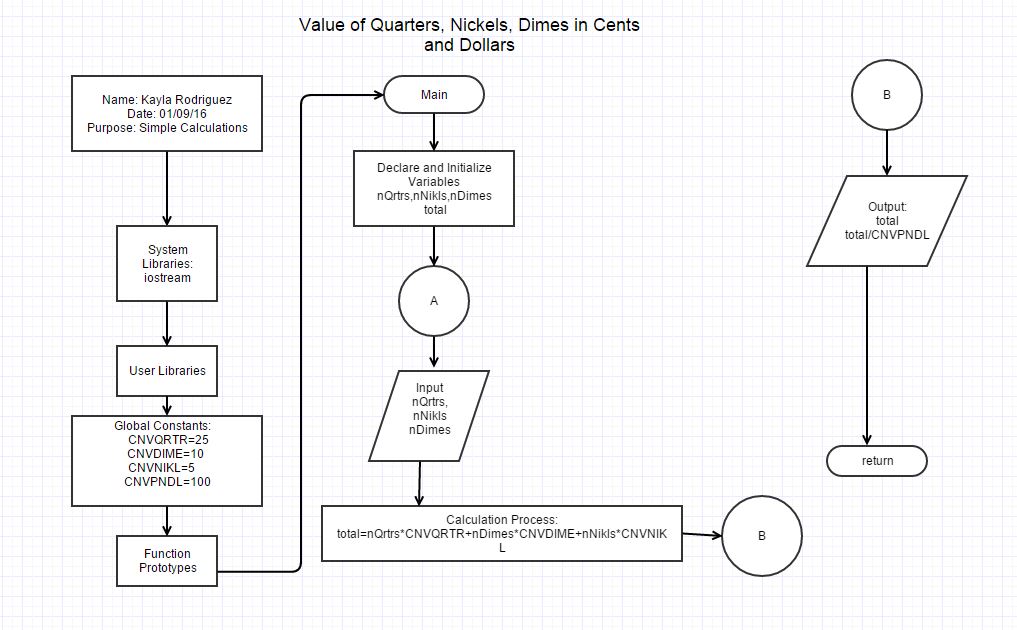 Value of Quarters, Nickels, Dimes in Cents
and Dollars
Name: Kayla Rodriguez
Date: 01/09/16
Purpose: Simple Calculations
System
Libraries:
iostream
User Libraries
Global Constants:
CNVQRTR=25
CNVDIME=10
CNVNIKL=5
CNVPNDL=100
Function
Prototypes
Main
Declare and Initialize
Variables
nQrtrs,nNikls,nDimes
total
A
Input
nQrtrs,
nNikls
nDimes
Calculation Process:
total=nQrtrs*CNVQRTR+nDimes*CNVDIME+nNikls*CNVNIK
L
B
B
Output:
total
total/CNVPNDL
return